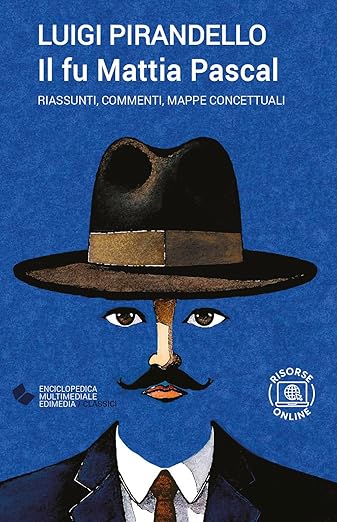 LUIGI PIRANDELLO
Il fu Mattia Pascal
RIASSUNTI, COMMENTI, MAPPE CONCETTUALI
ENCICLOPEDICA
MULTIMEDIALE
EDIMEDIA I CLASSICI
RISORSE
ONLINE